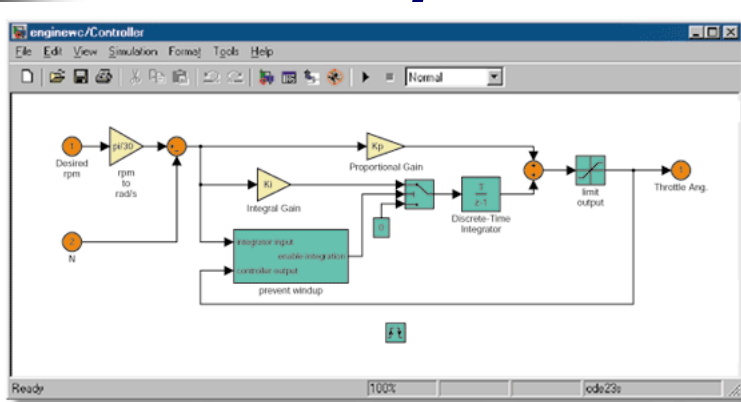 enginewc/Controller
File Edit View Simulation Format Tools Help
Normal
1
Desired
rpm
pi/30
rpm
to
rad/s
Kp
Proportional Gain
Ki
Integral Gain
0
T
z-1
Discrete-Time
Integrator
limit
output
1
Throttle Ang.
2
N
integrator input
enable integration
controller output
prevent windup
Ready
100%
ode23s